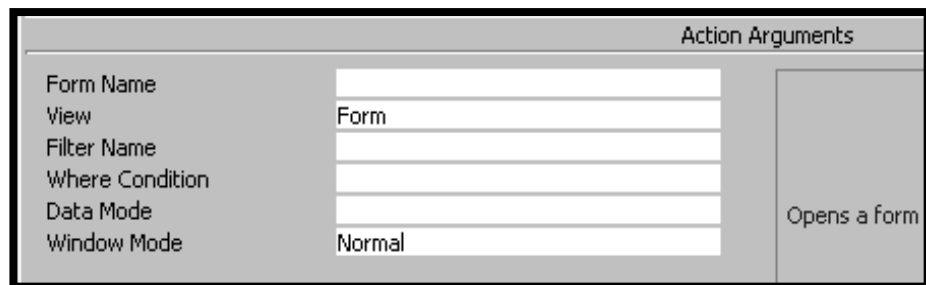 Action Arguments
Form Name
View Form
Filter Name
Where Condition
Data Mode
Window Mode Normal
Opens a form